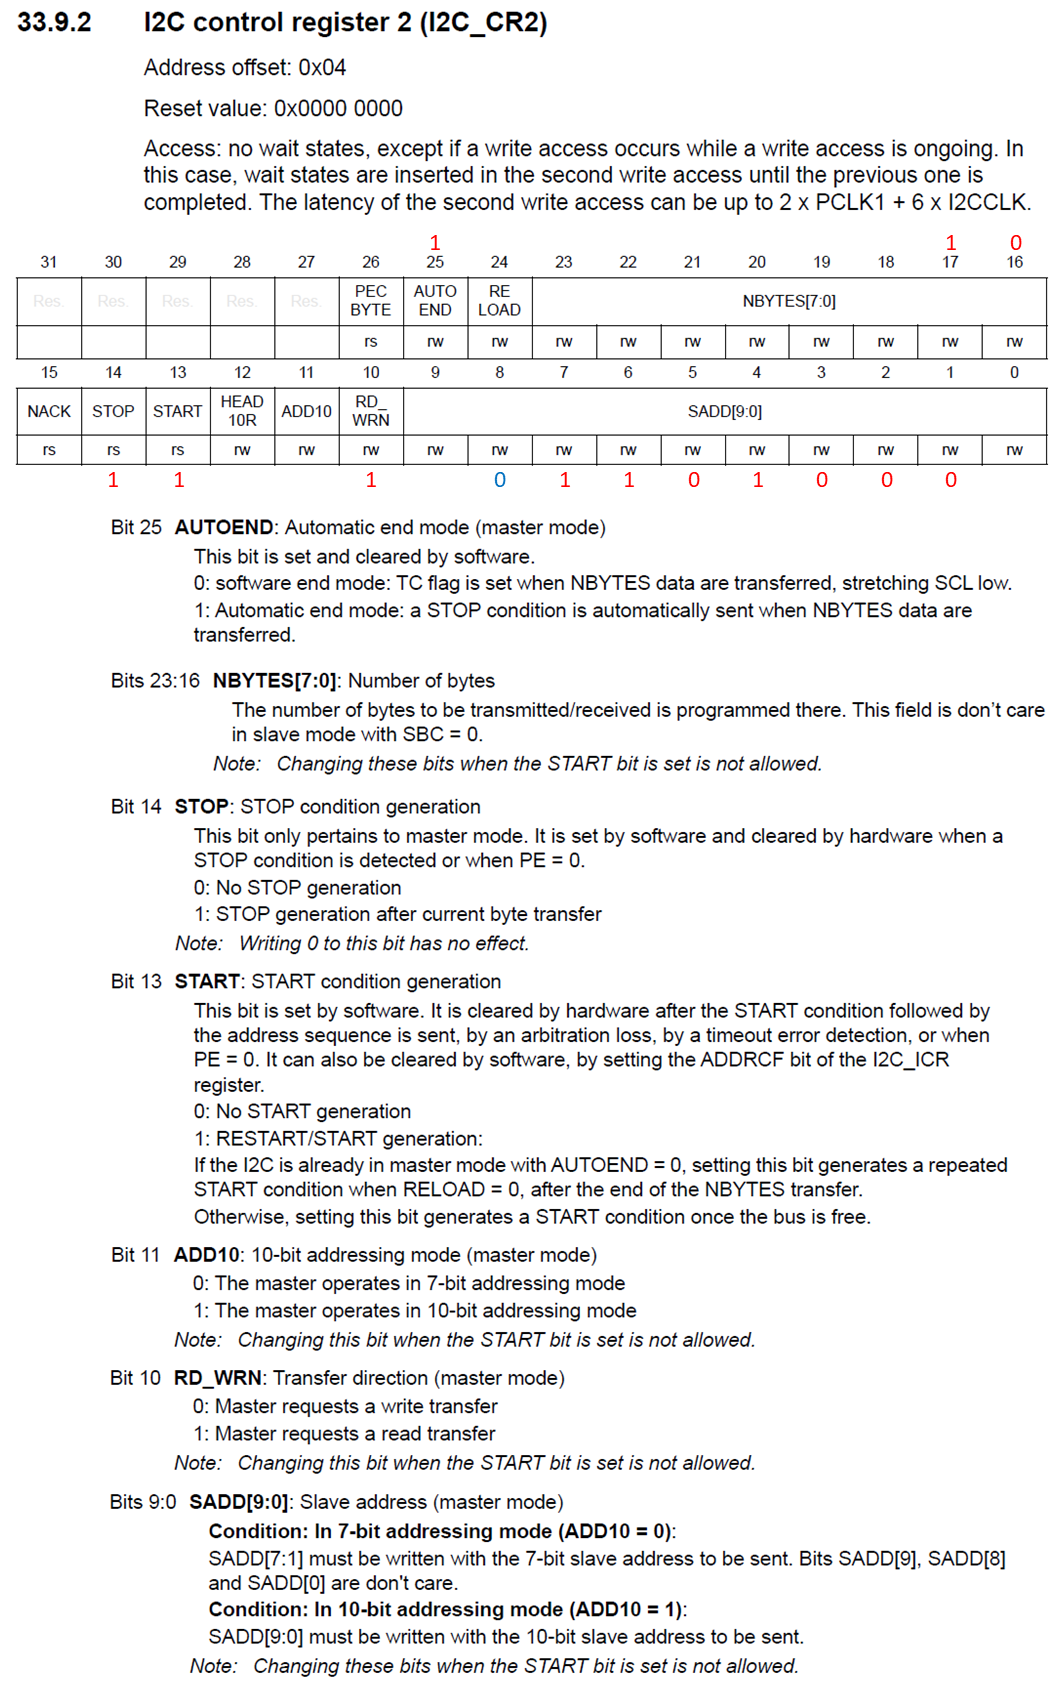 33.9.2 I2C control register 2 (I2C_CR2)
Address offset: 0x04
Reset value: 0x0000 0000
Access: no wait states, except if a write access occurs while a write access is ongoing. In
this case, wait states are inserted in the second write access until the previous one is
completed. The latency of the second write access can be up to 2 x PCLK1 + 6 x I2CCLK.
1 1 0
31 30 29 28 27 26 25 24 23 22 21 20 19 18 17 16
Res. Res. Res. Res. Res. PEC BYTE AUTO END RE LOAD NBYTES[7:0]
rs rw rw rw rw rw rw rw rw rw rw
15 14 13 12 11 10 9 8 7 6 5 4 3 2 1 0
NACK STOP START HEAD 10R ADD10 RD_ WRN SADD[9:0]
rs rs rs rw rw rw rw rw rw rw rw rw rw rw rw rw
1 1 1 0 1 1 0 1 0 0 0
Bit 25 AUTOEND: Automatic end mode (master mode)
This bit is set and cleared by software.
0: software end mode: TC flag is set when NBYTES data are transferred, stretching SCL low.
1: Automatic end mode: a STOP condition is automatically sent when NBYTES data are
transferred.
Bits 23:16 NBYTES[7:0]: Number of bytes
The number of bytes to be transmitted/received is programmed there. This field is don't care
in slave mode with SBC = 0.
Note: Changing these bits when the START bit is set is not allowed.
Bit 14 STOP: STOP condition generation
This bit only pertains to master mode. It is set by software and cleared by hardware when a
STOP condition is detected or when PE = 0.
0: No STOP generation
1: STOP generation after current byte transfer
Note: Writing 0 to this bit has no effect.
Bit 13 START: START condition generation
This bit is set by software. It is cleared by hardware after the START condition followed by
the address sequence is sent, by an arbitration loss, by a timeout error detection, or when
PE = 0. It can also be cleared by software, by setting the ADDRCF bit of the I2C_ICR
register.
0: No START generation
1: RESTART/START generation:
If the I2C is already in master mode with AUTOEND = 0, setting this bit generates a repeated
START condition when RELOAD = 0, after the end of the NBYTES transfer.
Otherwise, setting this bit generates a START condition once the bus is free.
Bit 11 ADD10: 10-bit addressing mode (master mode)
0: The master operates in 7-bit addressing mode
1: The master operates in 10-bit addressing mode
Note: Changing this bit when the START bit is set is not allowed.
Bit 10 RD_WRN: Transfer direction (master mode)
0: Master requests a write transfer
1: Master requests a read transfer
Note: Changing this bit when the START bit is set is not allowed.
Bits 9:0 SADD[9:0]: Slave address (master mode)
Condition: In 7-bit addressing mode (ADD10 = 0):
SADD[7:1] must be written with the 7-bit slave address to be sent. Bits SADD[9], SADD[8]
and SADD[0] are don't care.
Condition: In 10-bit addressing mode (ADD10 = 1):
SADD[9:0] must be written with the 10-bit slave address to be sent.
Note: Changing these bits when the START bit is set is not allowed.